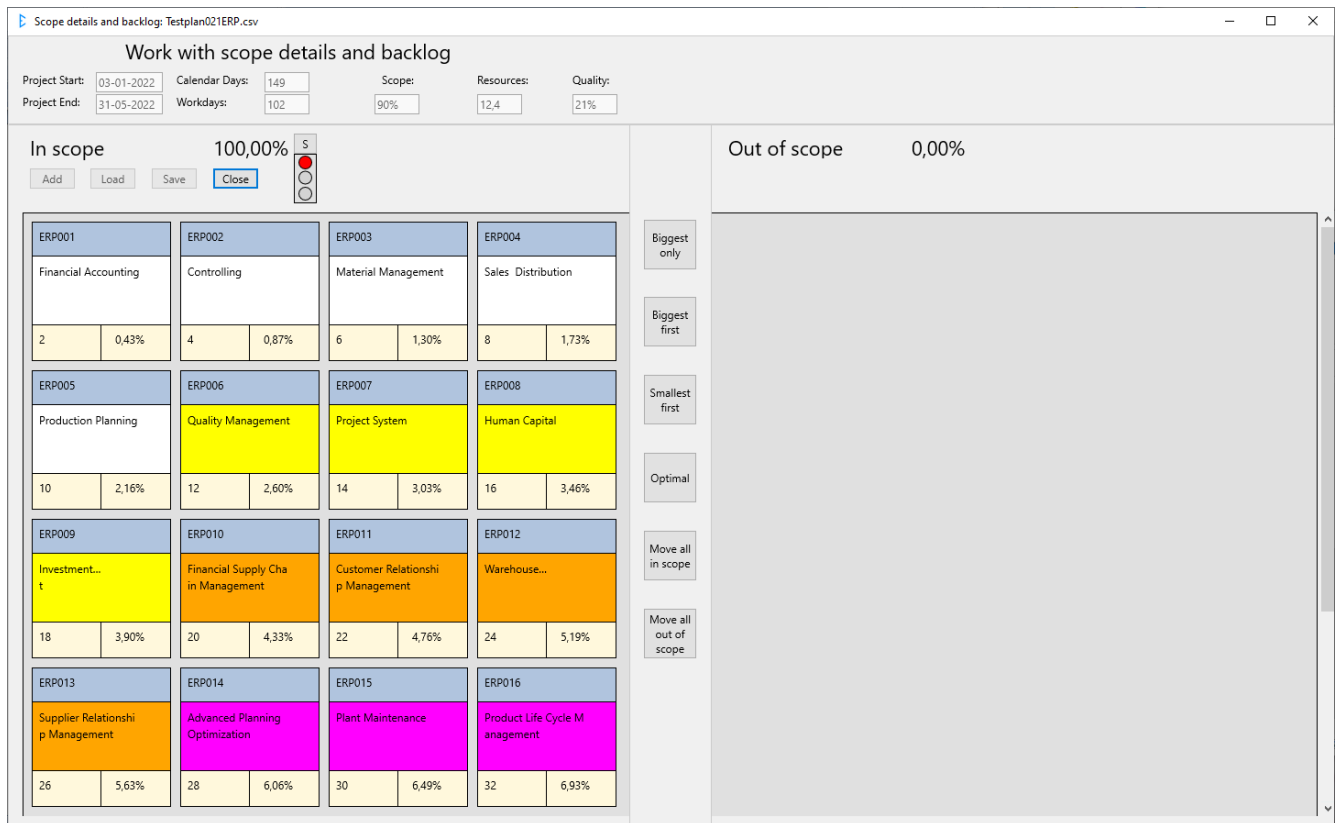 Scope details and backlog: Testplan021ERP.csv
Work with scope details and backlog
Project Start: 03-01-2022 Calendar Days: 149 Scope: Resources: Quality:
Project End: 31-05-2022 Workdays: 102 90% 12,4 21%
In scope 100,00% S
Add Load Save Close
Out of scope 0,00%
ERP001 ERP002 ERP003 ERP004
Financial Accounting Controlling Material Management Sales  Distribution
2 0,43% 4 0,87% 6 1,30% 8 1,73%
ERP005 ERP006 ERP007 ERP008
Production Planning Quality Management Project System Human Capital
10 2,16% 12 2,60% 14 3,03% 16 3,46%
ERP009 ERP010 ERP011 ERP012
Investment... Financial Supply Cha Customer Relationshi Warehouse...
t in Management p Management
18 3,90% 20 4,33% 22 4,76% 24 5,19%
ERP013 ERP014 ERP015 ERP016
Supplier Relationshi Advanced Planning Plant Maintenance Product Life Cycle M
p Management Optimization anagement
26 5,63% 28 6,06% 30 6,49% 32 6,93%
Biggest
only
Biggest
first
Smallest
first
Optimal
Move all
in scope
Move all
out of
scope